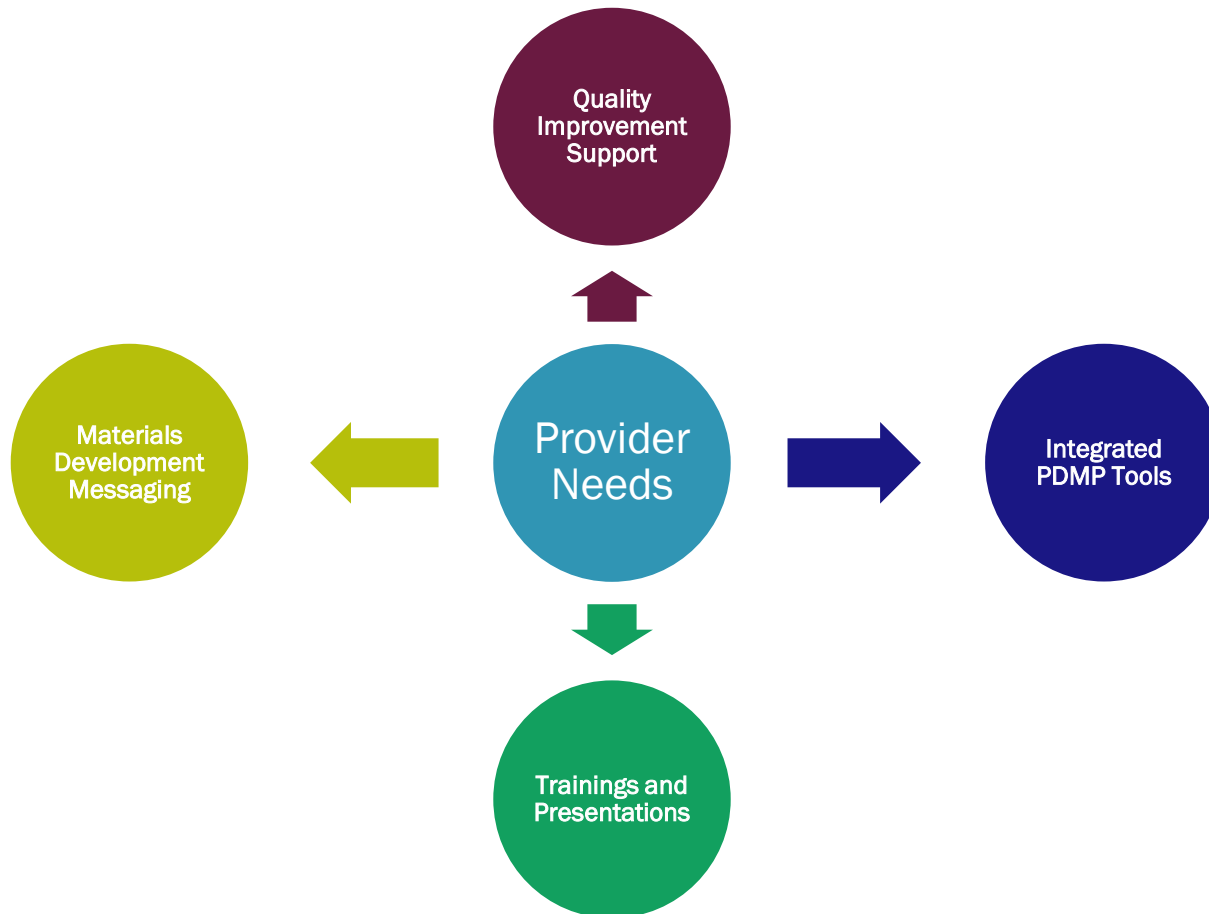 Quality
Improvement
Support
Materials
Development
Messaging
Provider
Needs
Integrated
PDMP Tools
Trainings and
Presentations